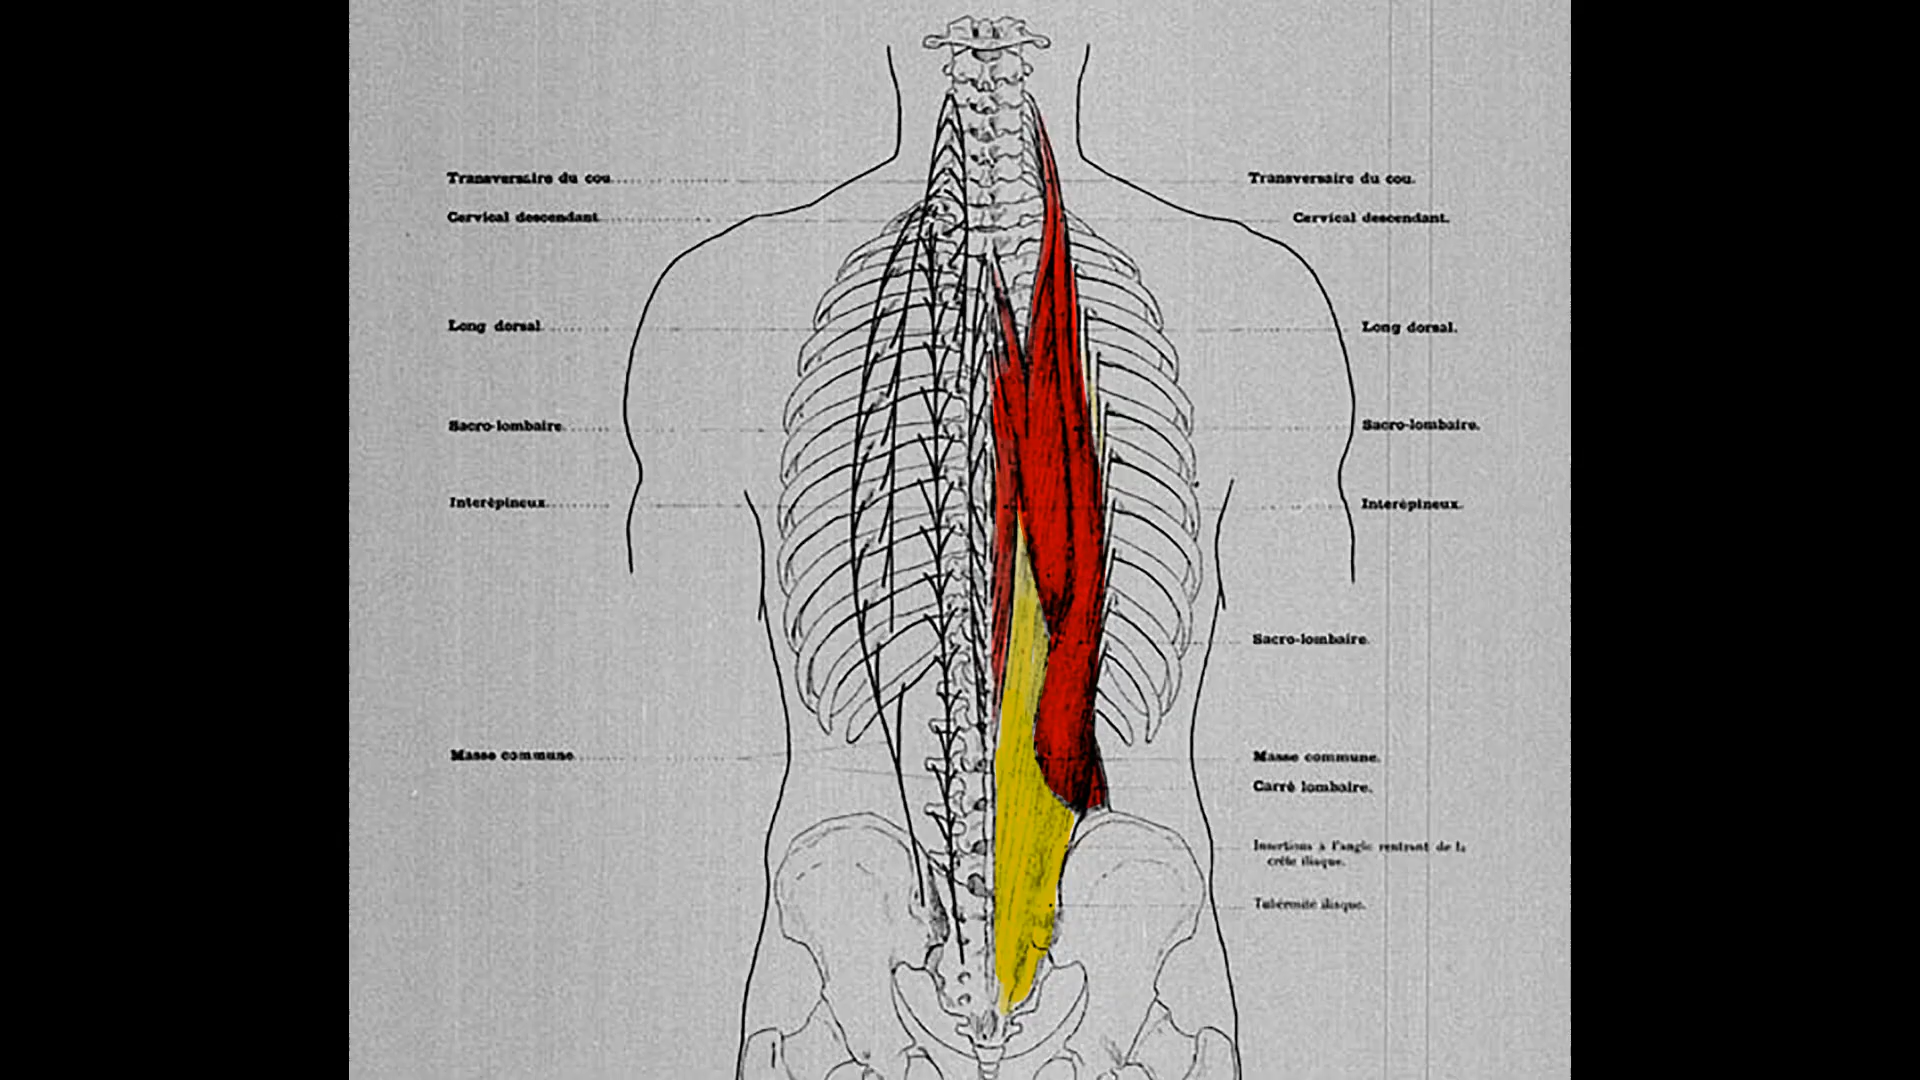 Transversaire du cou. Transversaire du cou.
Cervical descendant. Cervical descendant.
Long dorsal. Long dorsal.
Sacro-lombaire. Sacro-lombaire.
Interépineux. Interépineux.
Sacro-lombaire.
Masse commune. Masse commune.
Carré lombaire.
Insertions à l'angle rentrant de la
crête iliaque.
Tubérosité iliaque.